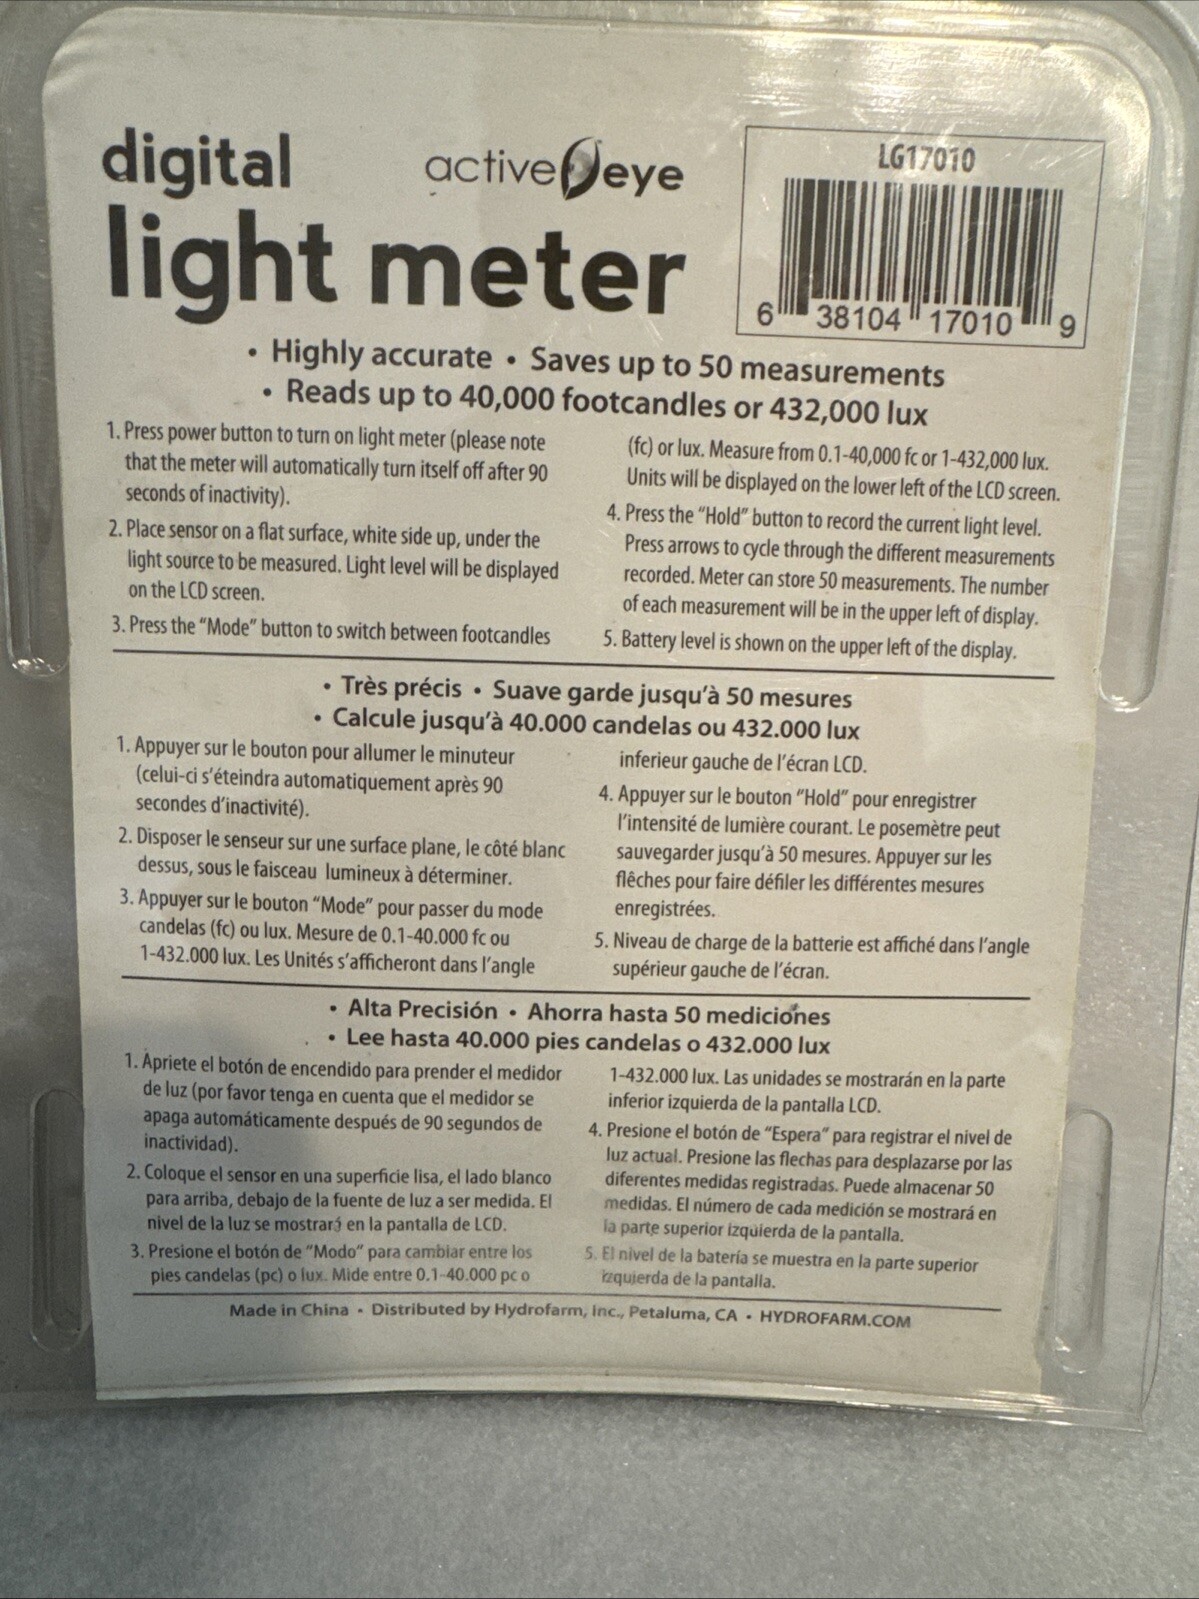 digital
light meter
activeeye
LG17010
6 38104 17010 9
• Highly accurate • Saves up to 50 measurements
• Reads up to 40,000 footcandles or 432,000 lux
1. Press power button to turn on light meter (please note
that the meter will automatically turn itself off after 90
seconds of inactivity).
2. Place sensor on a flat surface, white side up, under the
light source to be measured. Light level will be displayed
on the LCD screen.
3. Press the "Mode" button to switch between footcandles
(fc) or lux. Measure from 0.1-40,000 fc or 1-432,000 lux.
Units will be displayed on the lower left of the LCD screen.
4. Press the "Hold" button to record the current light level.
Press arrows to cycle through the different measurements
recorded. Meter can store 50 measurements. The number
of each measurement will be in the upper left of display.
5. Battery level is shown on the upper left of the display.
• Très précis • Suave garde jusqu'à 50 mesures
• Calcule jusqu'à 40.000 candelas ou 432.000 lux
1. Appuyer sur le bouton pour allumer le minuteur
(celui-ci s'éteindra automatiquement après 90
secondes d'inactivité).
2. Disposer le senseur sur une surface plane, le côté blanc
dessus, sous le faisceau lumineux à déterminer.
3. Appuyer sur le bouton "Mode" pour passer du mode
candelas (fc) ou lux. Mesure de 0.1-40.000 fc ou
1-432.000 lux. Les Unités s'afficheront dans l'angle
inferieur gauche de l'écran LCD.
4. Appuyer sur le bouton "Hold" pour enregistrer
l'intensité de lumière courant. Le posemètre peut
sauvegarder jusqu'à 50 mesures. Appuyer sur les
flêches pour faire défiler les différentes mesures
enregistrées.
5. Niveau de charge de la batterie est affiché dans l'angle
supérieur gauche de l'écran.
• Alta Precisión • Ahorra hasta 50 mediciones
• Lee hasta 40.000 pies candelas o 432.000 lux
1. Apriete el botón de encendido para prender el medidor
de luz (por favor tenga en cuenta que el medidor se
apaga automáticamente después de 90 segundos de
inactividad).
2. Coloque el sensor en una superficie lisa, el lado blanco
para arriba, debajo de la fuente de luz a ser medida. El
nivel de la luz se mostrará en la pantalla de LCD.
3. Presione el botón de "Modo" para cambiar entre los
pies candelas (pc) o lux. Mide entre 0.1-40.000 pc o
1-432.000 lux. Las unidades se mostrarán en la parte
inferior izquierda de la pantalla LCD.
4. Presione el botón de "Espera" para registrar el nivel de
luz actual. Presione las flechas para desplazarse por las
diferentes medidas registradas. Puede almacenar 50
medidas. El número de cada medición se mostrará en
la parte superior izquierda de la pantalla.
5. El nivel de la batería se muestra en la parte superior
izquierda de la pantalla.
Made in China • Distributed by Hydrofarm, Inc., Petaluma, CA • HYDROFARM.COM